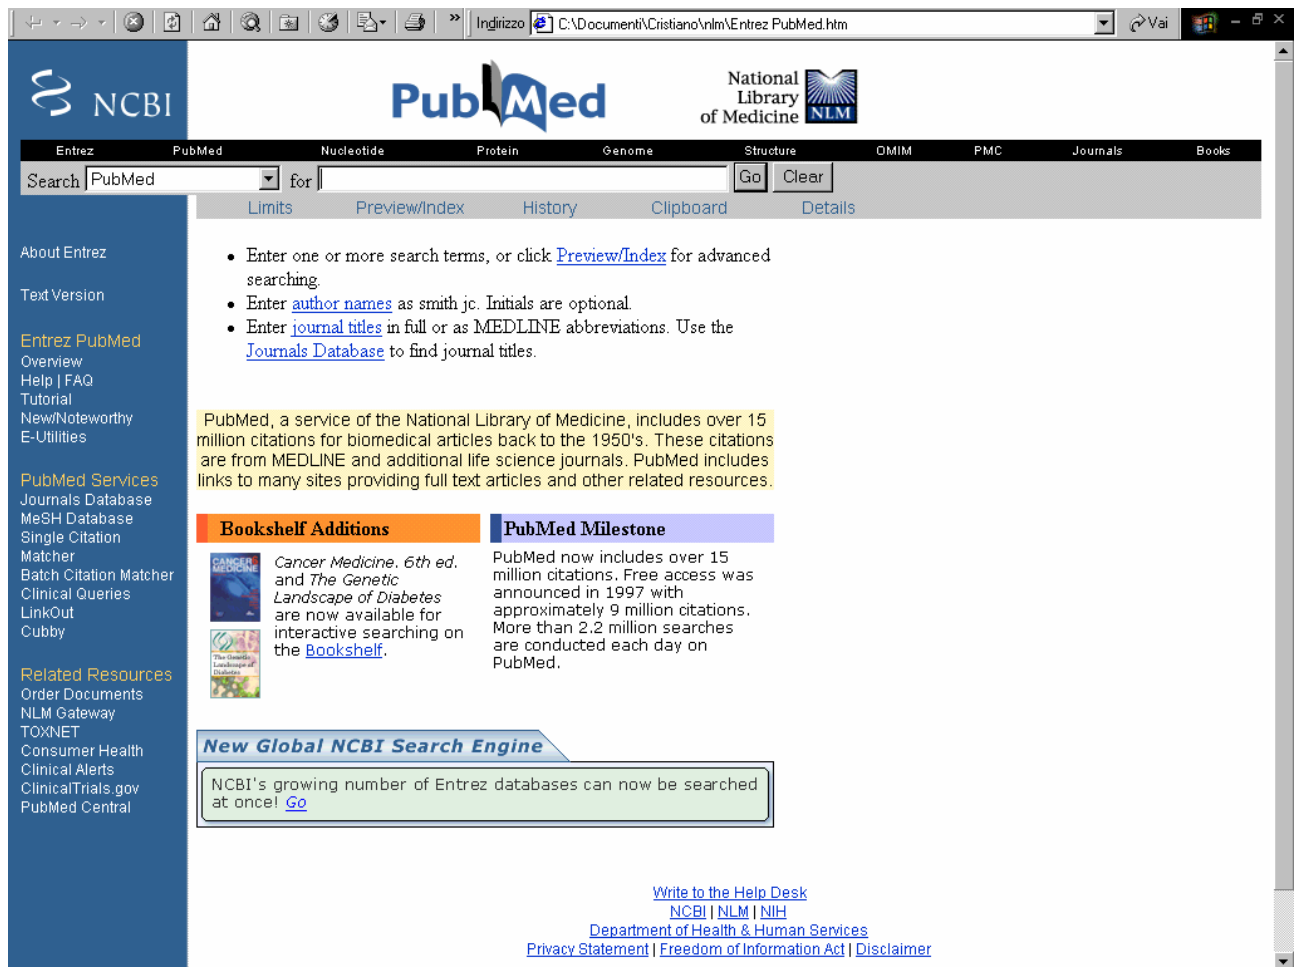 Indirizzo C:\Documenti\Cristiano\nlm\Entrez PubMed.htm Vai
NCBI
PubMed
National
Library
of Medicine NLM
Entrez PubMed Nucleotide Protein Genome Structure OMIM PMC Journals Books
Search PubMed for Go Clear
Limits Preview/Index History Clipboard Details
About Entrez
Text Version
Entrez PubMed
Overview
Help | FAQ
Tutorial
New/Noteworthy
E-Utilities
PubMed Services
Journals Database
MeSH Database
Single Citation
Matcher
Batch Citation Matcher
Clinical Queries
LinkOut
Cubby
Related Resources
Order Documents
NLM Gateway
TOXNET
Consumer Health
Clinical Alerts
ClinicalTrials.gov
PubMed Central
• Enter one or more search terms, or click Preview/Index for advanced
searching.
• Enter author names as smith jc. Initials are optional.
• Enter journal titles in full or as MEDLINE abbreviations. Use the
Journals Database to find journal titles.
PubMed, a service of the National Library of Medicine, includes over 15
million citations for biomedical articles back to the 1950's. These citations
are from MEDLINE and additional life science journals. PubMed includes
links to many sites providing full text articles and other related resources.
Bookshelf Additions
CANCER
MEDICINE
The Genetic
Landscape of
Diabetes
Cancer Medicine. 6th ed.
and The Genetic
Landscape of Diabetes
are now available for
interactive searching on
the Bookshelf.
PubMed Milestone
PubMed now includes over 15
million citations. Free access was
announced in 1997 with
approximately 9 million citations.
More than 2.2 million searches
are conducted each day on
PubMed.
New Global NCBI Search Engine
NCBI's growing number of Entrez databases can now be searched
at once! Go
Write to the Help Desk
NCBI | NLM | NIH
Department of Health & Human Services
Privacy Statement | Freedom of Information Act | Disclaimer